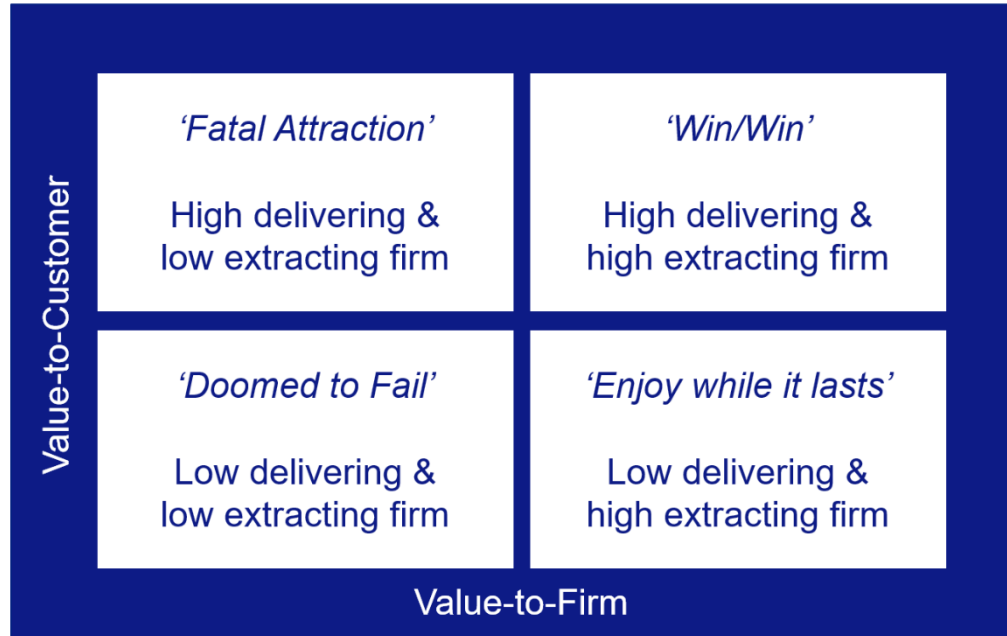 Value-to-Customer
‘Fatal Attraction’
High delivering &
low extracting firm
‘Win/Win’
High delivering &
high extracting firm
‘Doomed to Fail’
Low delivering &
low extracting firm
‘Enjoy while it lasts’
Low delivering &
high extracting firm
Value-to-Firm